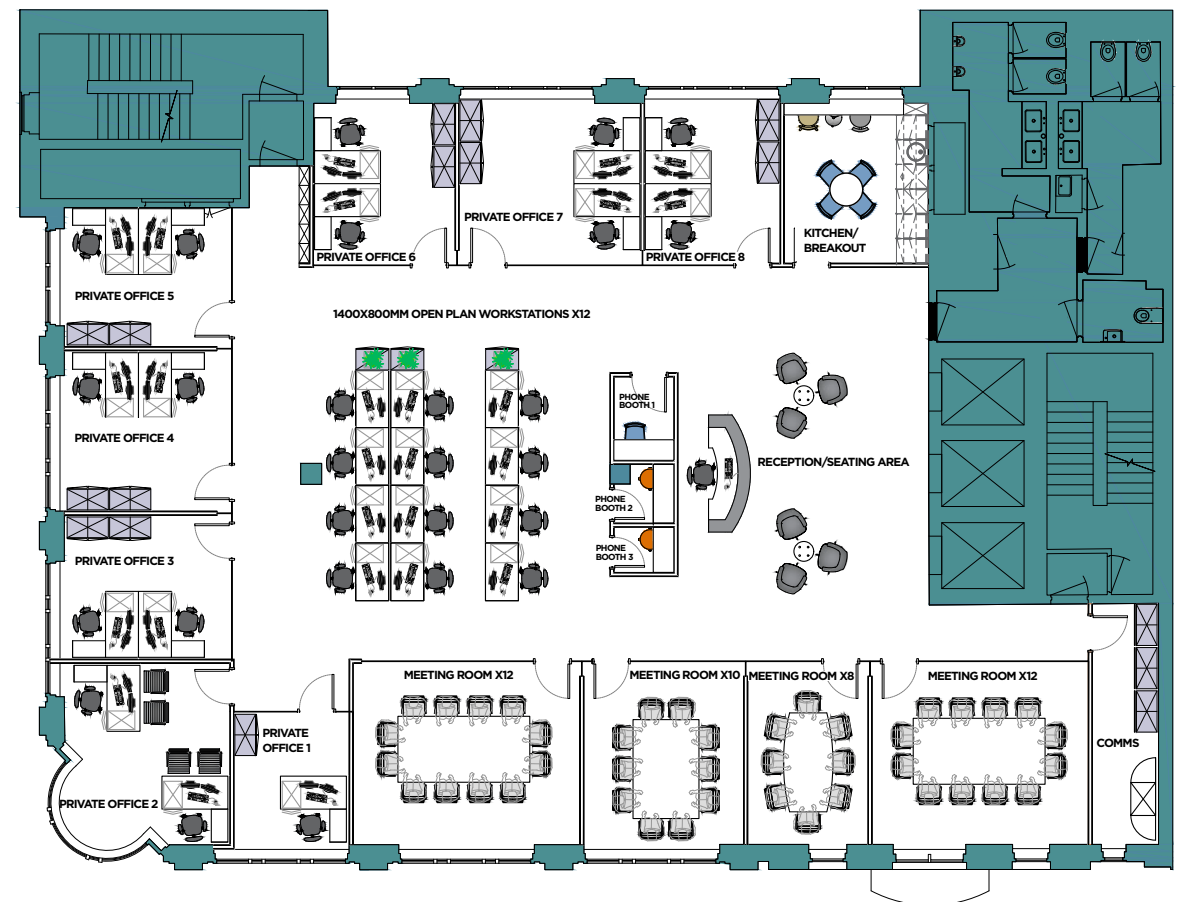 PRIVATE OFFICE 7
KITCHEN/
BREAKOUT
PRIVATE OFFICE 6
PRIVATE OFFICE 8
PRIVATE OFFICE 5
1400X800MM OPEN PLAN WORKSTATIONS X12
PHONE
BOOTH 1
PRIVATE OFFICE 4
RECEPTION/SEATING AREA
PHONE
BOOTH 2
PHONE
BOOTH 3
PRIVATE OFFICE 3
MEETING ROOM X12
MEETING ROOM X10
MEETING ROOM X8
MEETING ROOM X12
PRIVATE
OFFICE 1
COMMS
PRIVATE OFFICE 2